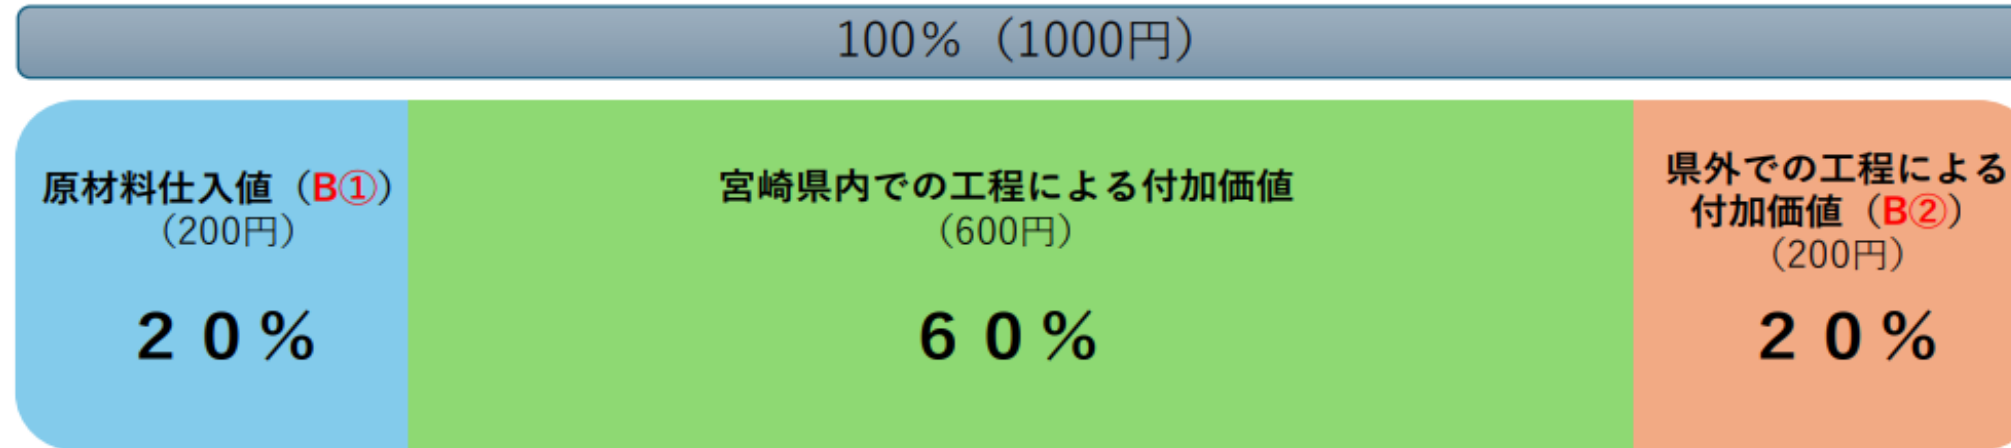 100%（1000円）
原材料仕入値（B①）
（200円）
２０％
宮崎県内での工程による付加価値
（600円）
６０％
県外での工程による
付加価値（B②）
（200円）
２０％